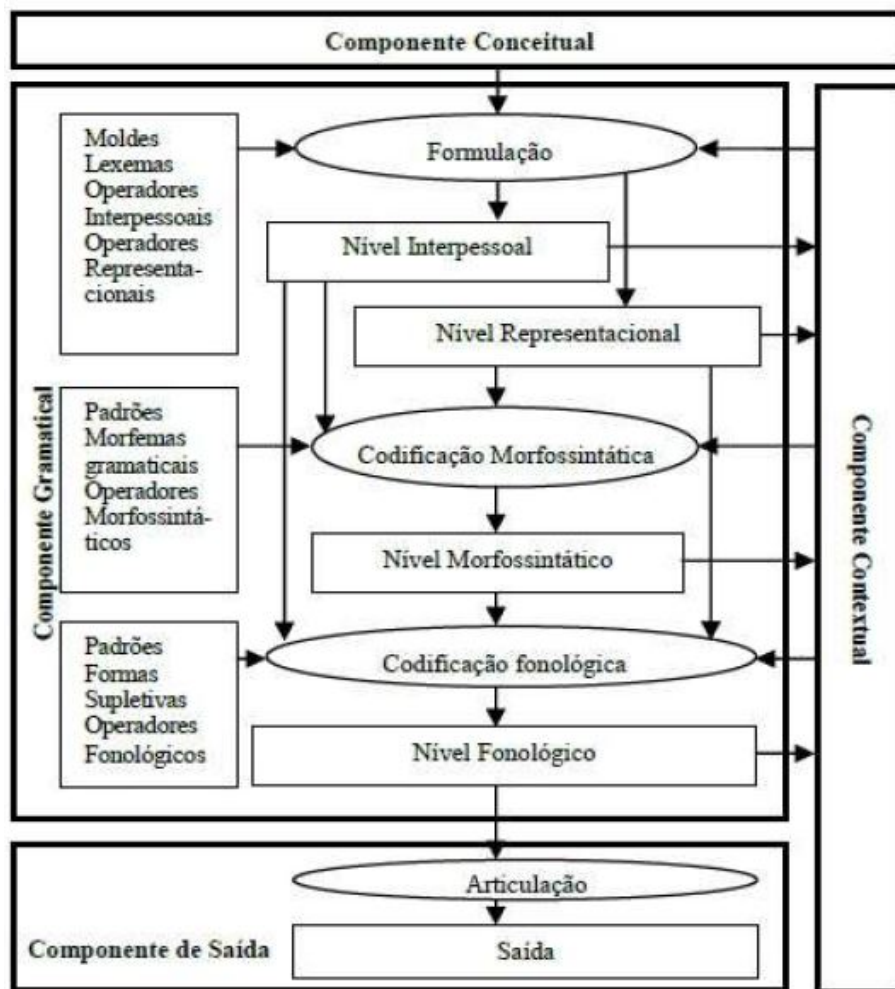 Componente Conceitual
Moldes
Lexemas
Operadores
Interpessoais
Operadores
Representa-
cionais
Formulação
Nível Interpessoal
Nível Representacional
Componente Gramatical
Padrões
Morfemas
gramaticais
Operadores
Morfossintá-
ticos
Codificação Morfossintática
Nível Morfossintático
Componente Contextual
Padrões
Formas
Supletivas
Operadores
Fonológicos
Codificação fonológica
Nível Fonológico
Articulação
Componente de Saída
Saída